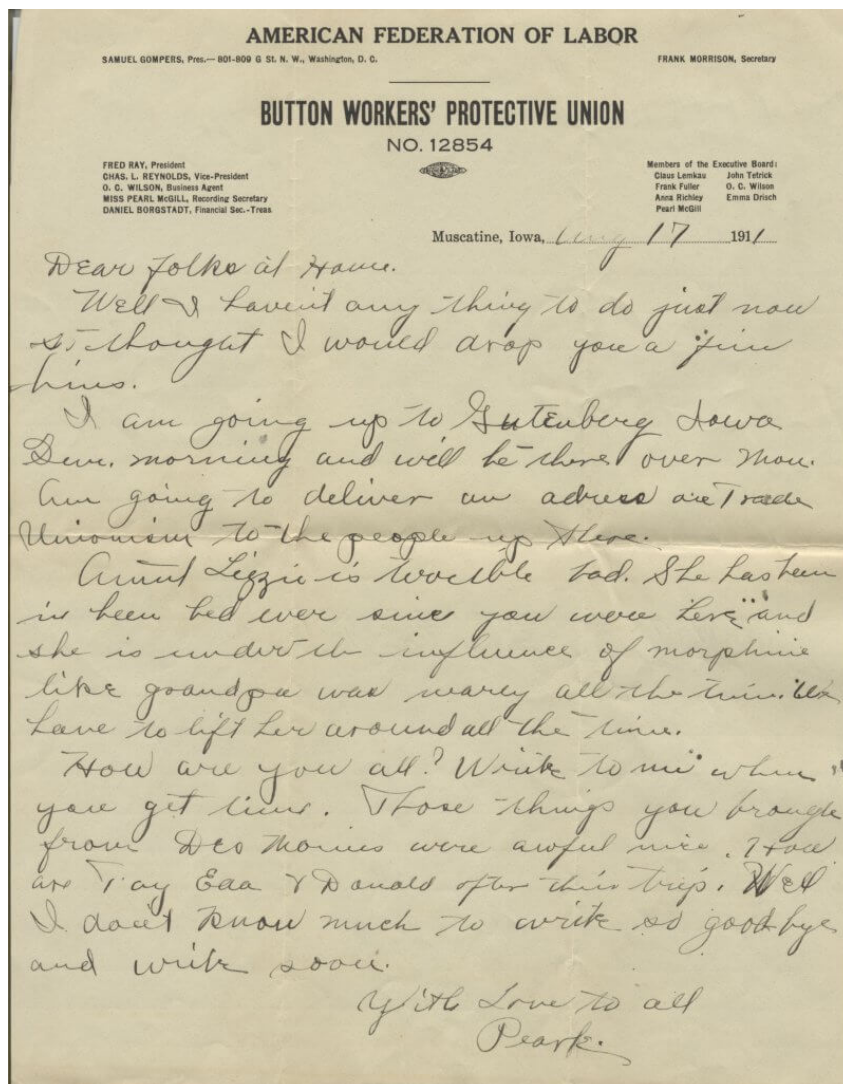 AMERICAN FEDERATION OF LABOR
SAMUEL GOMPERS, Pres.— 801-809 G St. N. W., Washington, D. C.
FRANK MORRISON, Secretary
BUTTON WORKERS' PROTECTIVE UNION
NO. 12854
FRED RAY, President
CHAS. L. REYNOLDS, Vice-President
O. C. WILSON, Business Agent
MISS PEARL McGILL, Recording Secretary
DANIEL BORGSTADT, Financial Sec.-Treas
Members of the Executive Board:
Claus Lemkau John Tetrick
Frank Fuller O. C. Wilson
Anna Richley Emma Drisch
Pearl McGill
Muscatine, Iowa, Aug 17 1911
Dear folks at Home.
Well I haven't any thing to do just now
so thought I would drop you a few
lines.
I am going up to Gutenberg Iowa
Sun. morning and will be there over Mon.
Am going to deliver an adress on Trade
Unionism to the people up there.
Aunt Lizzie is terrible bad. She has been
in been bed ever since you were here and
she is under the influence of morphine
like grandpa was nearly all the time. We
have to lift her around all the time.
How are you all? Write to me when
you get time. Those things you brought
from Des Moines were awful nice. How
are Eda & Donald after their trip. Well
I don't know much to write so good-bye
and write soon.
With Love to all
Pearl.